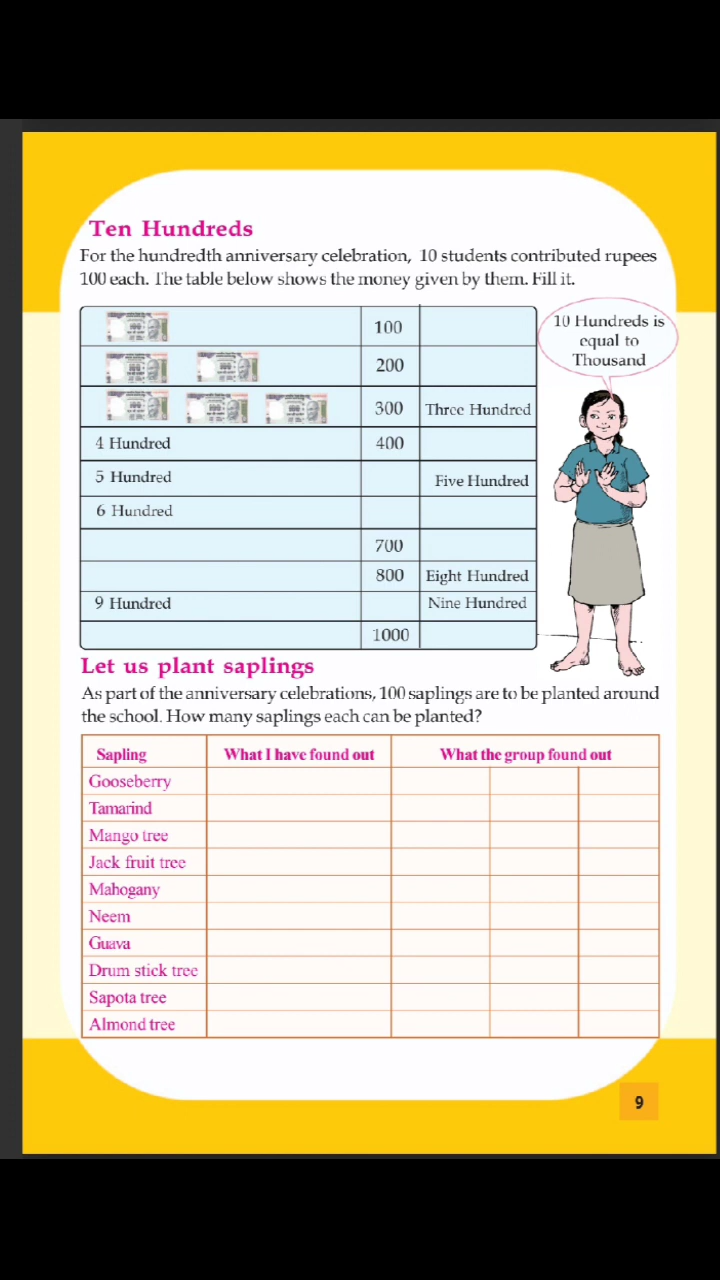 Ten Hundreds
For the hundredth anniversary celebration, 10 students contributed rupees
100 each. The table below shows the money given by them. Fill it.
10 Hundreds is
equal to
Thousand
100
200
300 Three Hundred
4 Hundred 400
5 Hundred Five Hundred
6 Hundred
700
800 Eight Hundred
9 Hundred Nine Hundred
1000
Let us plant saplings
As part of the anniversary celebrations, 100 saplings are to be planted around
the school. How many saplings each can be planted?
Sapling What I have found out What the group found out
Gooseberry
Tamarind
Mango tree
Jack fruit tree
Mahogany
Neem
Guava
Drum stick tree
Sapota tree
Almond tree
9